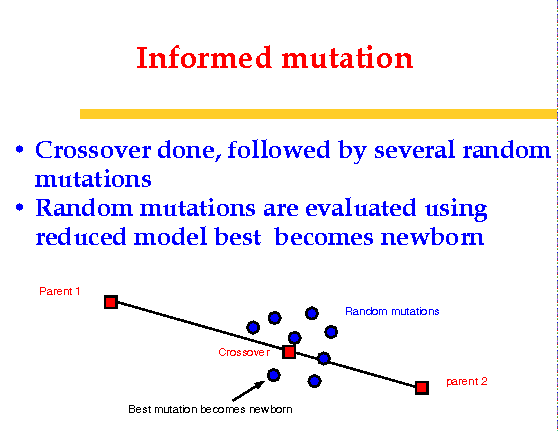 Informed mutation
• Crossover done, followed by several random
mutations
• Random mutations are evaluated using
reduced model best  becomes newborn
Parent 1
Random mutations
Crossover
parent 2
Best mutation becomes newborn